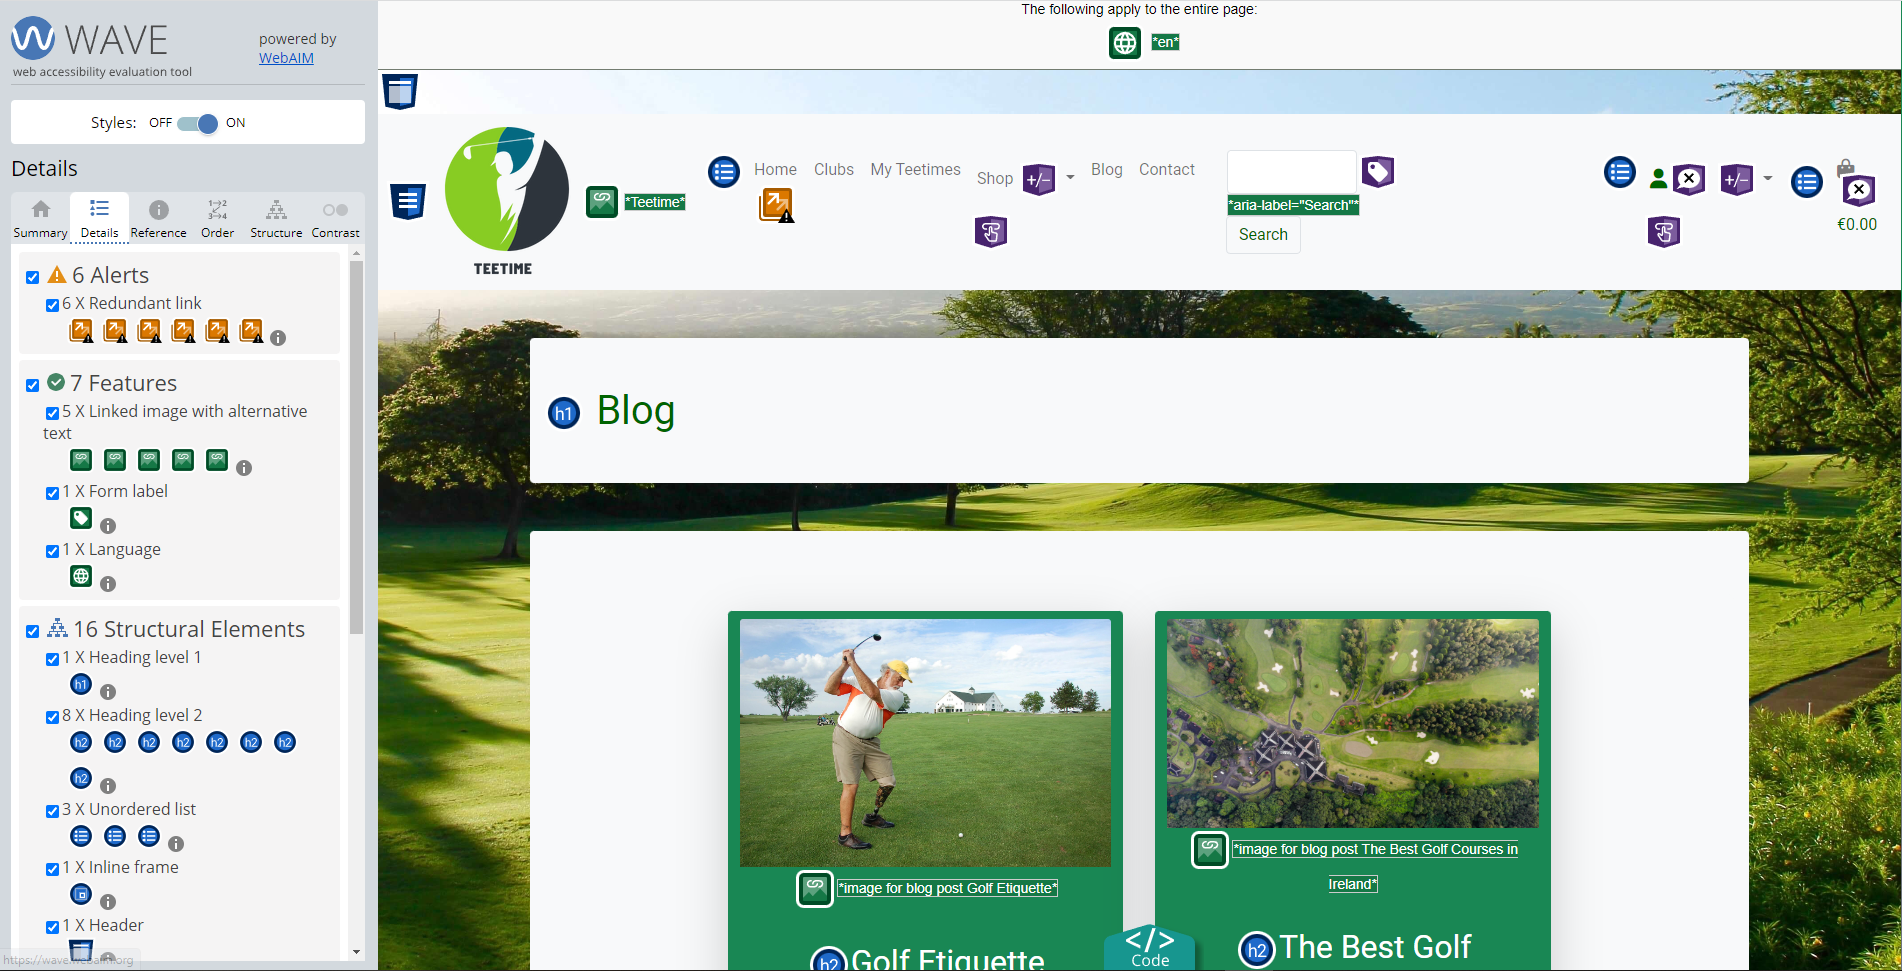 WAVE
web accessibility evaluation tool
powered by
WebAIM
Styles: OFF ON
Details
Summary Details Reference Order Structure Contrast
6 Alerts
6 X Redundant link
7 Features
5 X Linked image with alternative
text
1 X Form label
1 X Language
16 Structural Elements
1 X Heading level 1
h1
8 X Heading level 2
h2 h2 h2 h2 h2 h2 h2
h2
3 X Unordered list
1 X Inline frame
1 X Header
https://wave.webaim.org
The following apply to the entire page:
*en*
TEETIME
*Teetime*
Home Clubs My Teetimes Shop +/- Blog Contact
*aria-label="Search"*
Search
+/-
€0.00
h1 Blog
*image for blog post Golf Etiquette*
h2 Golf Etiquette
*image for blog post The Best Golf Courses in
Ireland*
h2 The Best Golf
</>
Code